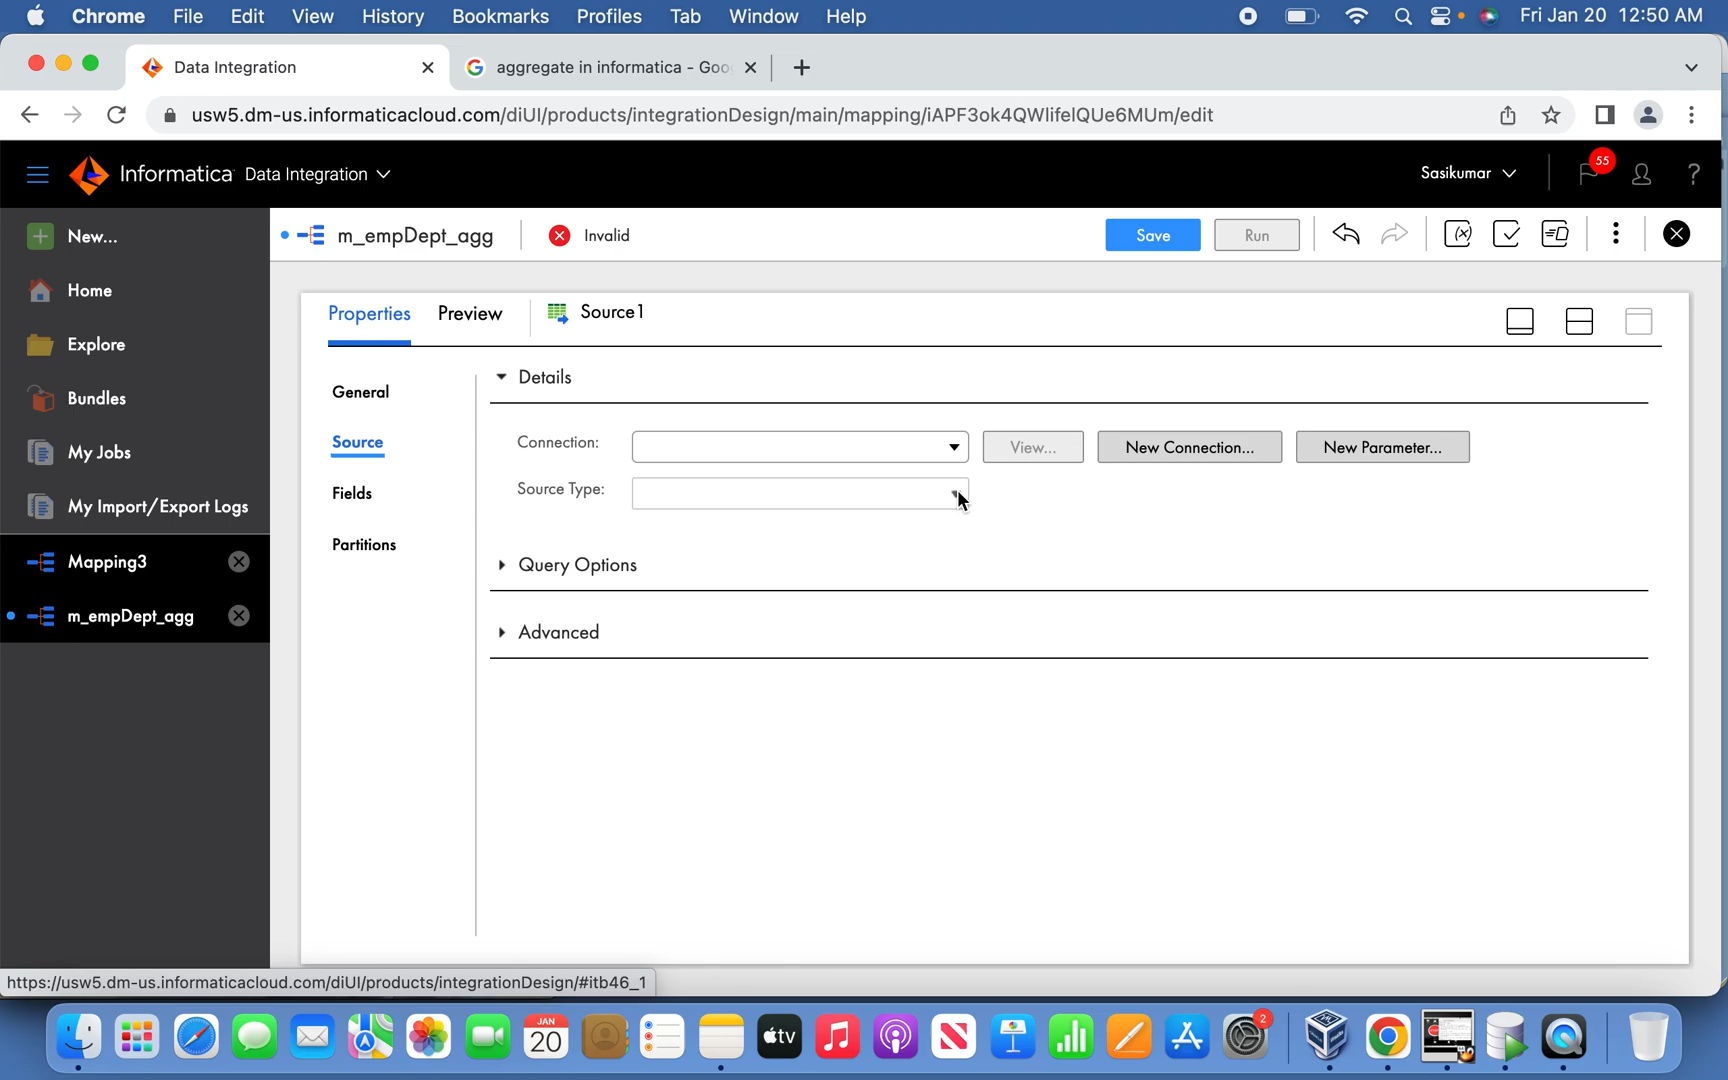 Chrome File Edit View History Bookmarks Profiles Tab Window Help Fri Jan 20 12:50 AM
Data Integration
aggregate in informatica - Goo
usw5.dm-us.informaticacloud.com/diUI/products/integrationDesign/main/mapping/iAPF3ok4QWlifelQUe6MUm/edit
Informatica Data Integration Sasikumar 55 ?
New...
m_empDept_agg Invalid Save Run
Home
Explore
Bundles
My Jobs
My Import/Export Logs
Mapping3
m_empDept_agg
Properties Preview Source1
General
Source
Fields
Partitions
Details
Connection: View... New Connection... New Parameter...
Source Type:
Query Options
Advanced
https://usw5.dm-us.informaticacloud.com/diUI/products/integrationDesign/#itb46_1
JAN
20
tv
2